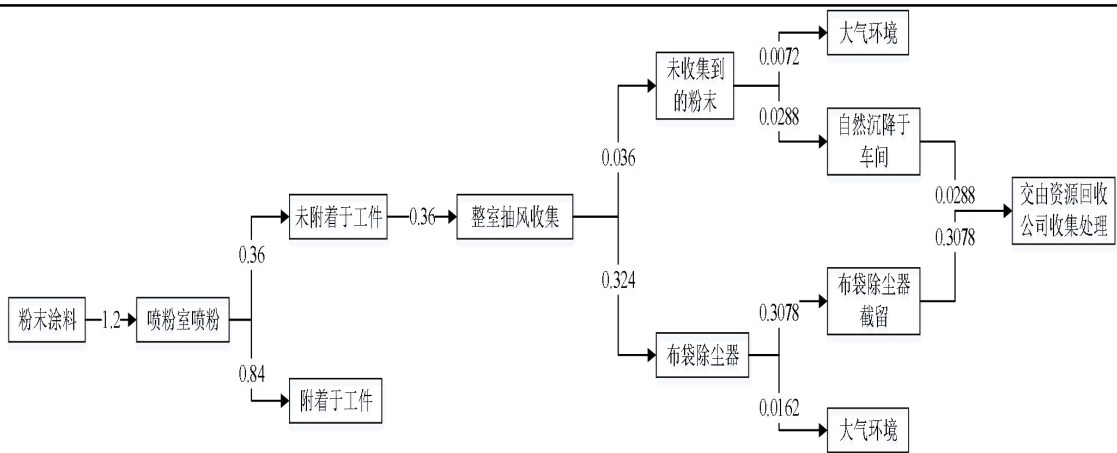 粉末涂料
1.2
喷粉室喷粉
0.36
0.84
未附着于工件
附着于工件
0.36
整室抽风收集
0.036
0.324
未收集到
的粉末
布袋除尘器
0.0072
0.0288
大气环境
自然沉降于
车间
0.3078
0.0162
布袋除尘器
截留
大气环境
0.0288
0.3078
交由资源回收
公司收集处理